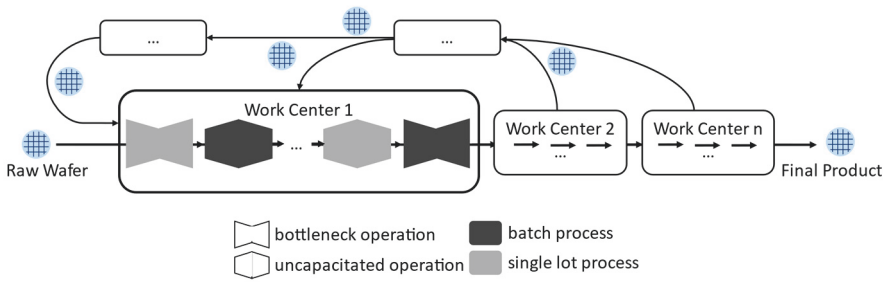 ... ...
Work Center 1
...
Work Center 2
...
Work Center n
...
Raw Wafer
Final Product
bottleneck operation
batch process
uncapacitated operation
single lot process